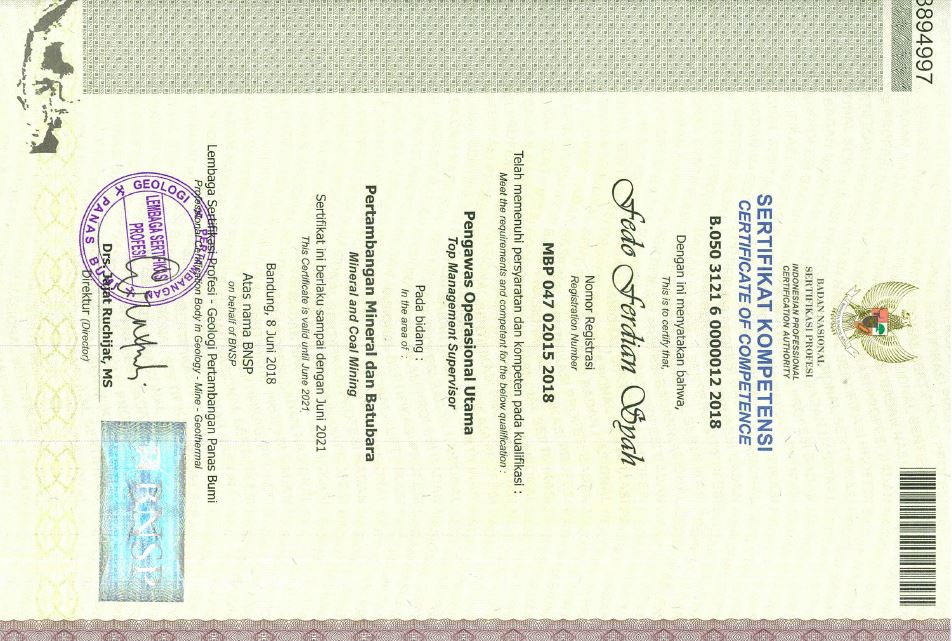 3894997
BADAN NASIONAL
SERTIFIKASI PROFESI
INDONESIAN PROFESSIONAL
CERTIFICATION AUTHORITY
SERTIFIKAT KOMPETENSI
CERTIFICATE OF COMPETENCE
B.050 3121 6 0000012 2018
Dengan ini menyatakan bahwa,
This is to certify that,
Fedo Ferdian Syah
Nomor Registrasi
Registration Number
MBP 047 02015 2018
Telah memenuhi persyaratan dan kompeten pada kualifikasi :
Meet the requirements and competent for the below qualification :
Pengawas Operasional Utama
Top Management Supervisor
Pada bidang :
In the area of :
Pertambangan Mineral dan Batubara
Mineral and Coal Mining
Sertifikat ini berlaku sampai dengan Juni 2021
This Certificate is valid until June 2021
Bandung, 8 Juni 2018
Atas nama BNSP
on behalf of BNSP
Lembaga Sertifikasi Profesi - Geologi Pertambangan Panas Bumi
Professional Certification Body in Geology - Mine - Geothermal
GEOLOGI PERTAMBANGAN
LEMBAGA SERTIFIKASI
PROFESI
PANAS BUMI
BNSP
Drs. Jajat Ruchijat, MS
Direktur (Director)